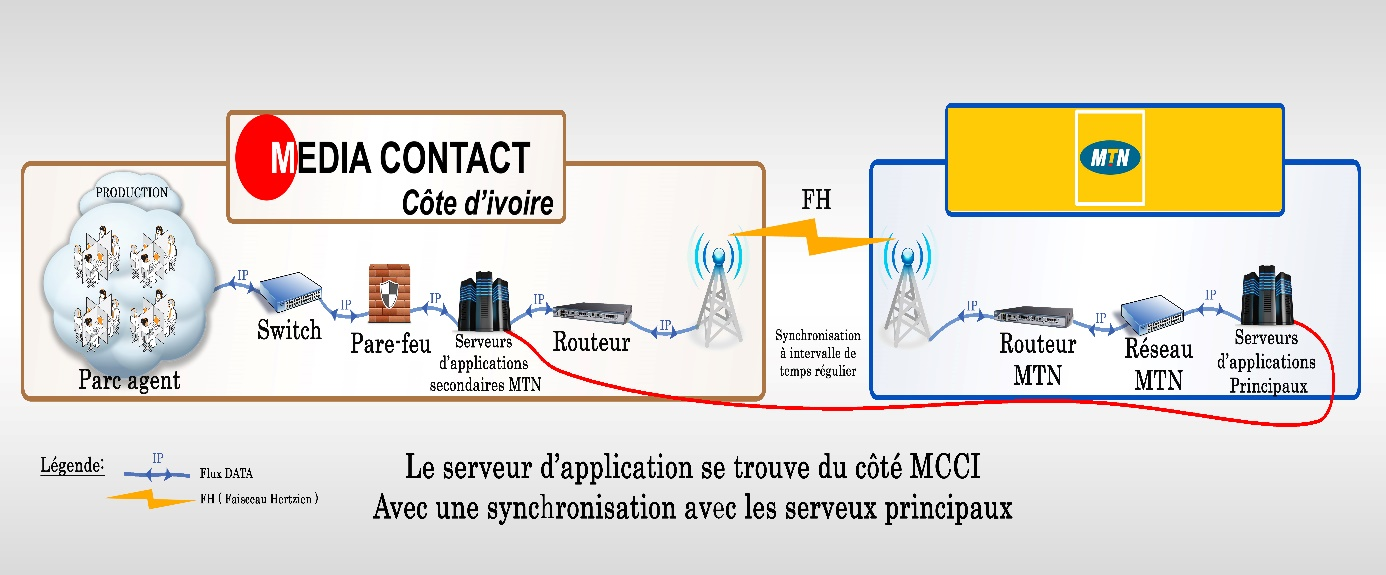 MEDIA CONTACT
Côte d'ivoire
MTN
PRODUCTION
FH
IP
IP
IP
IP
IP
IP
IP
IP
Switch
Pare-feu
Serveurs
d'applications
secondaires MTN
Routeur
Parc agent
Synchronisation
à intervalle de
temps régulier
Routeur
MTN
Réseau
MTN
Serveurs
d'applications
Principaux
Légende:
IP
Flux DATA
FH ( Faisceau Hertzien )
Le serveur d'application se trouve du côté MCCI
Avec une synchronisation avec les serveux principaux